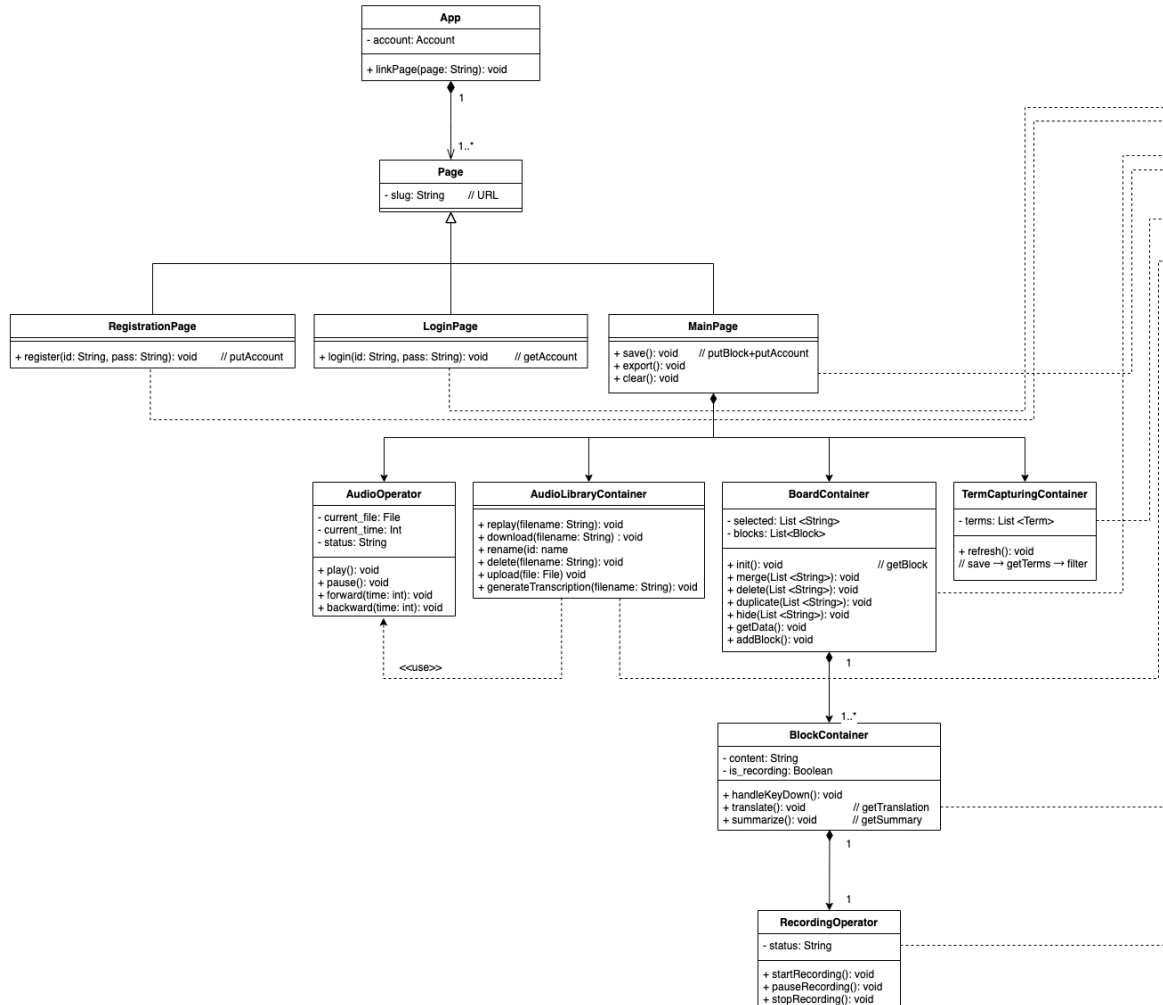 App
- account: Account
+ linkPage(page: String): void
1
1..*
Page
- slug: String // URL
RegistrationPage
+ register(id: String, pass: String): void // putAccount
LoginPage
+ login(id: String, pass: String): void // getAccount
MainPage
+ save(): void // putBlock+putAccount
+ export(): void
+ clear(): void
AudioOperator
- current_file: File
- current_time: Int
- status: String
+ play(): void
+ pause(): void
+ forward(time: int): void
+ backward(time: int): void
AudioLibraryContainer
+ replay(filename: String): void
+ download(filename: String) : void
+ rename(id: name
+ delete(filename: String): void
+ upload(file: File) void
+ generateTranscription(filename: String): void
BoardContainer
- selected: List <String>
- blocks: List<Block>
+ init(): void // getBlock
+ merge(List <String>): void
+ delete(List <String>): void
+ duplicate(List <String>): void
+ hide(List <String>): void
+ getData(): void
+ addBlock(): void
TermCapturingContainer
- terms: List <Term>
+ refresh(): void
// save → getTerms → filter
<<use>>
1
1..*
BlockContainer
- content: String
- is_recording: Boolean
+ handleKeyDown(): void
+ translate(): void // getTranslation
+ summarize(): void // getSummary
1
1
RecordingOperator
- status: String
+ startRecording(): void
+ pauseRecording(): void
+ stopRecording(): void